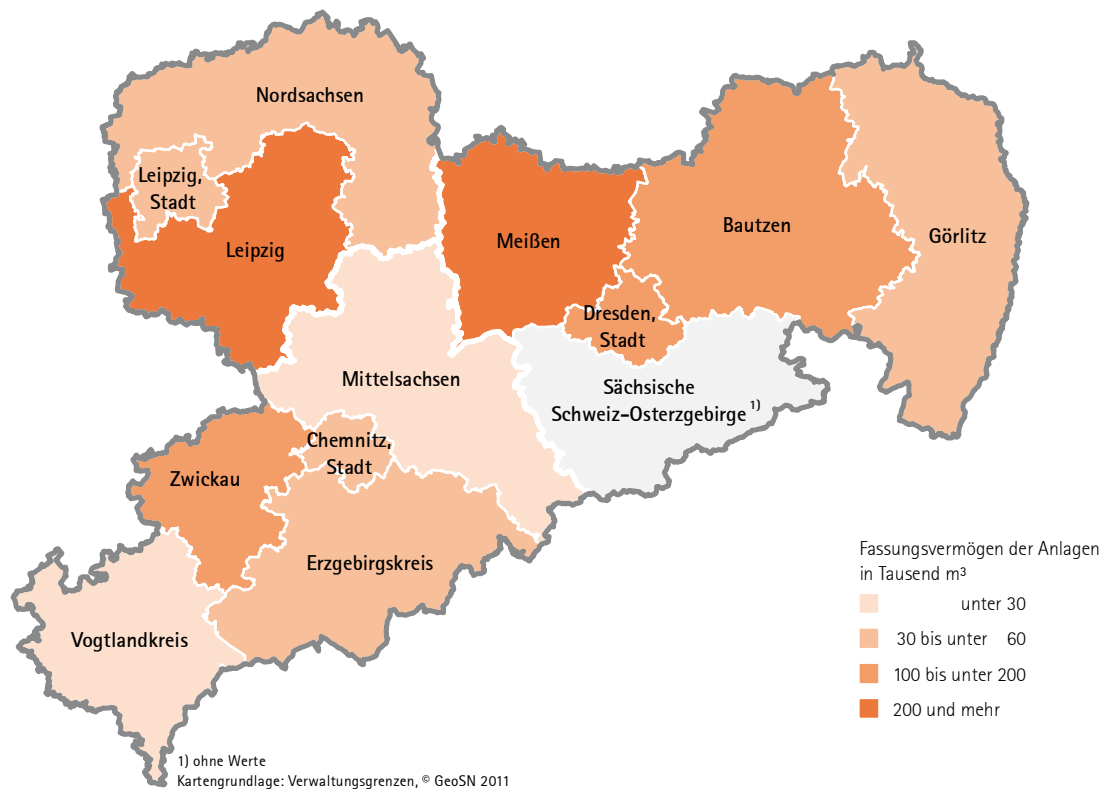 Nordsachsen
Leipzig,
Stadt
Leipzig
Meißen
Bautzen
Görlitz
Dresden,
Stadt
Mittelsachsen
Sächsische
Schweiz-Osterzgebirge 1)
Chemnitz,
Stadt
Zwickau
Erzgebirgskreis
Vogtlandkreis
Fassungsvermögen der Anlagen
in Tausend m³
unter 30
30 bis unter 60
100 bis unter 200
200 und mehr
1) ohne Werte
Kartengrundlage: Verwaltungsgrenzen, © GeoSN 2011